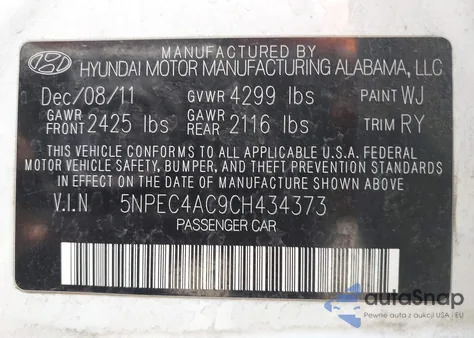 MANUFACTURED BY
HYUNDAI MOTOR MANUFACTURING ALABAMA, LLC
Dec/08/11 GVWR 4299 lbs PAINT WJ
GAWR FRONT 2425 lbs GAWR REAR 2116 lbs TRIM RY
THIS VEHICLE CONFORMS TO ALL APPLICABLE U.S.A. FEDERAL
MOTOR VEHICLE SAFETY, BUMPER, AND THEFT PREVENTION STANDARDS
IN EFFECT ON THE DATE OF MANUFACTURE SHOWN ABOVE.
V.I.N 5NPEC4AC9CH434373
PASSENGER CAR
autoSnap
Pewne auta z aukcji USA i EU